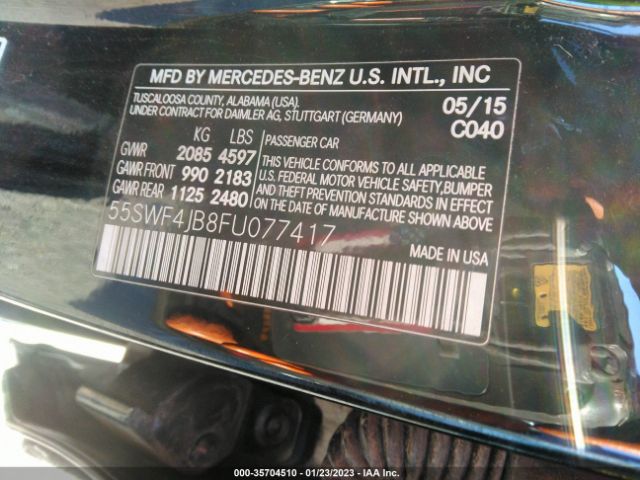 MFD BY MERCEDES-BENZ U.S. INTL., INC
TUSCALOOSA COUNTY, ALABAMA (USA).
UNDER CONTRACT FOR DAIMLER AG, STUTTGART (GERMANY)
05/15
C040
KG LBS
GVWR 2085 4597
GAWR FRONT 990 2183
GAWR REAR 1125 2480
PASSENGER CAR
THIS VEHICLE CONFORMS TO ALL APPLICABLE
U.S. FEDERAL MOTOR VEHICLE SAFETY,BUMPER,
AND THEFT PREVENTION STANDARDS IN EFFECT
ON THE DATE OF MANUFACTURE SHOWN ABOVE.
55SWF4JB8FU077417
MADE IN USA
000-35704510 - 01/23/2023 - IAA Inc.